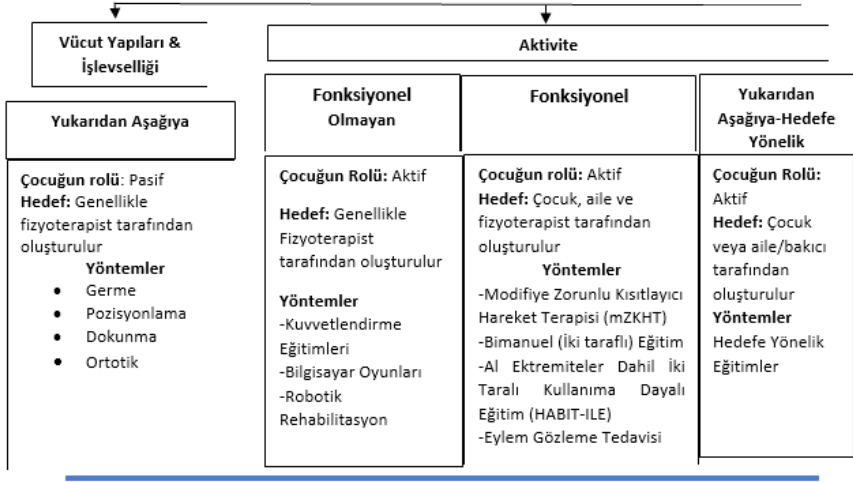 Vücut Yapıları &
İşlevselliği
Aktivite
Yukarıdan Aşağıya
Fonksiyonel
Olmayan
Fonksiyonel
Yukarıdan
Aşağıya-Hedefe
Yönelik
Çocuğun rolü: Pasif
Hedef: Genellikle
fizyoterapist tarafından
oluşturulur
Yöntemler
• Germe
• Pozisyonlama
• Dokunma
• Ortotik
Çocuğun Rolü: Aktif
Hedef: Genellikle
Fizyoterapist
tarafından oluşturulur
Yöntemler
-Kuvvetlendirme
Eğitimleri
-Bilgisayar Oyunları
-Robotik
Rehabilitasyon
Çocuğun rolü: Aktif
Hedef: Çocuk, aile ve
fizyoterapist tarafından
oluşturulur
Yöntemler
-Modifiye Zorunlu Kısıtlayıcı
Hareket Terapisi (mZKHT)
-Bimanuel (İki taraflı) Eğitim
-Al Ektremiteler Dahil İki
Taralı Kullanıma Dayalı
Eğitim (HABIT-ILE)
-Eylem Gözleme Tedavisi
Çocuğun Rolü:
Aktif
Hedef: Çocuk
veya aile/bakıcı
tarafından
oluşturulur
Yöntemler
Hedefe Yönelik
Eğitimler